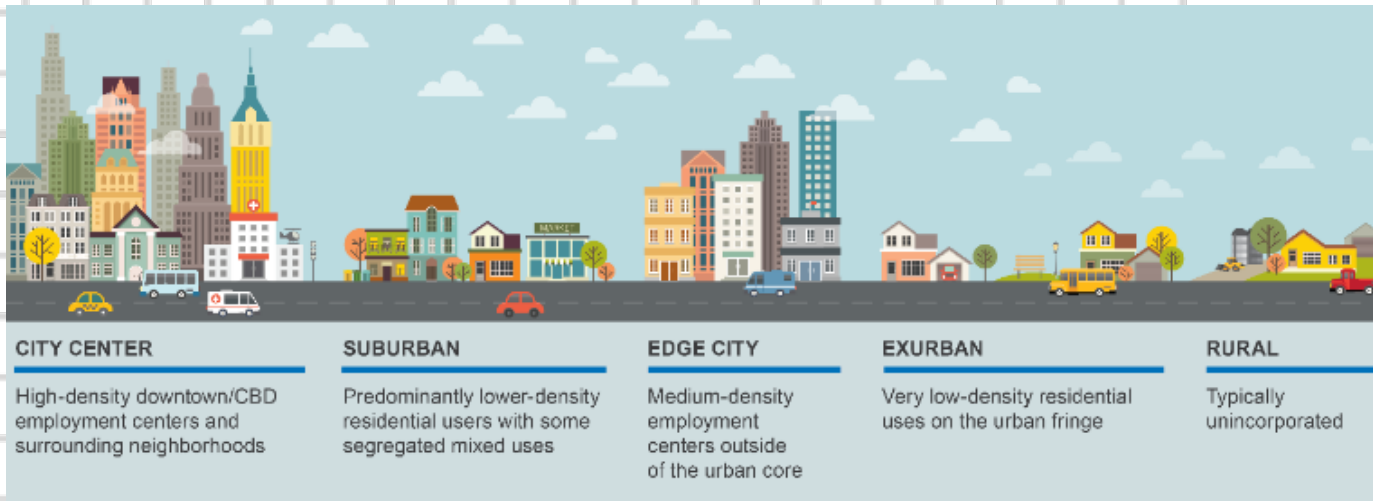 MARKET
CITY CENTER
High-density downtown/CBD
employment centers and
surrounding neighborhoods
SUBURBAN
Predominantly lower-density
residential users with some
segregated mixed uses
EDGE CITY
Medium-density
employment
centers outside
of the urban core
EXURBAN
Very low-density residential
uses on the urban fringe
RURAL
Typically
unincorporated